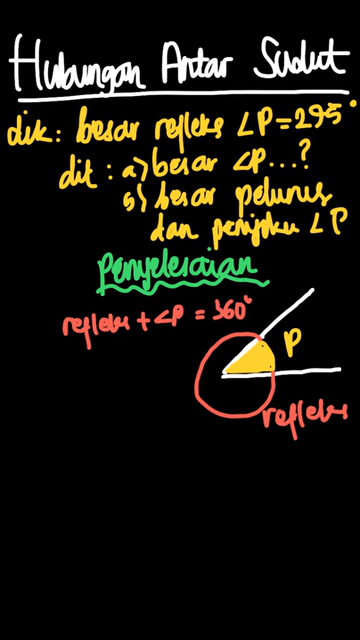 Hubungan Antar Sudut
dik: besar refleks ∠P = 295°
dit: a) besar ∠P...?
b) besar pelurus
dan penyiku ∠P
Penyelesaian
refleks + ∠P = 360°
P
refleks